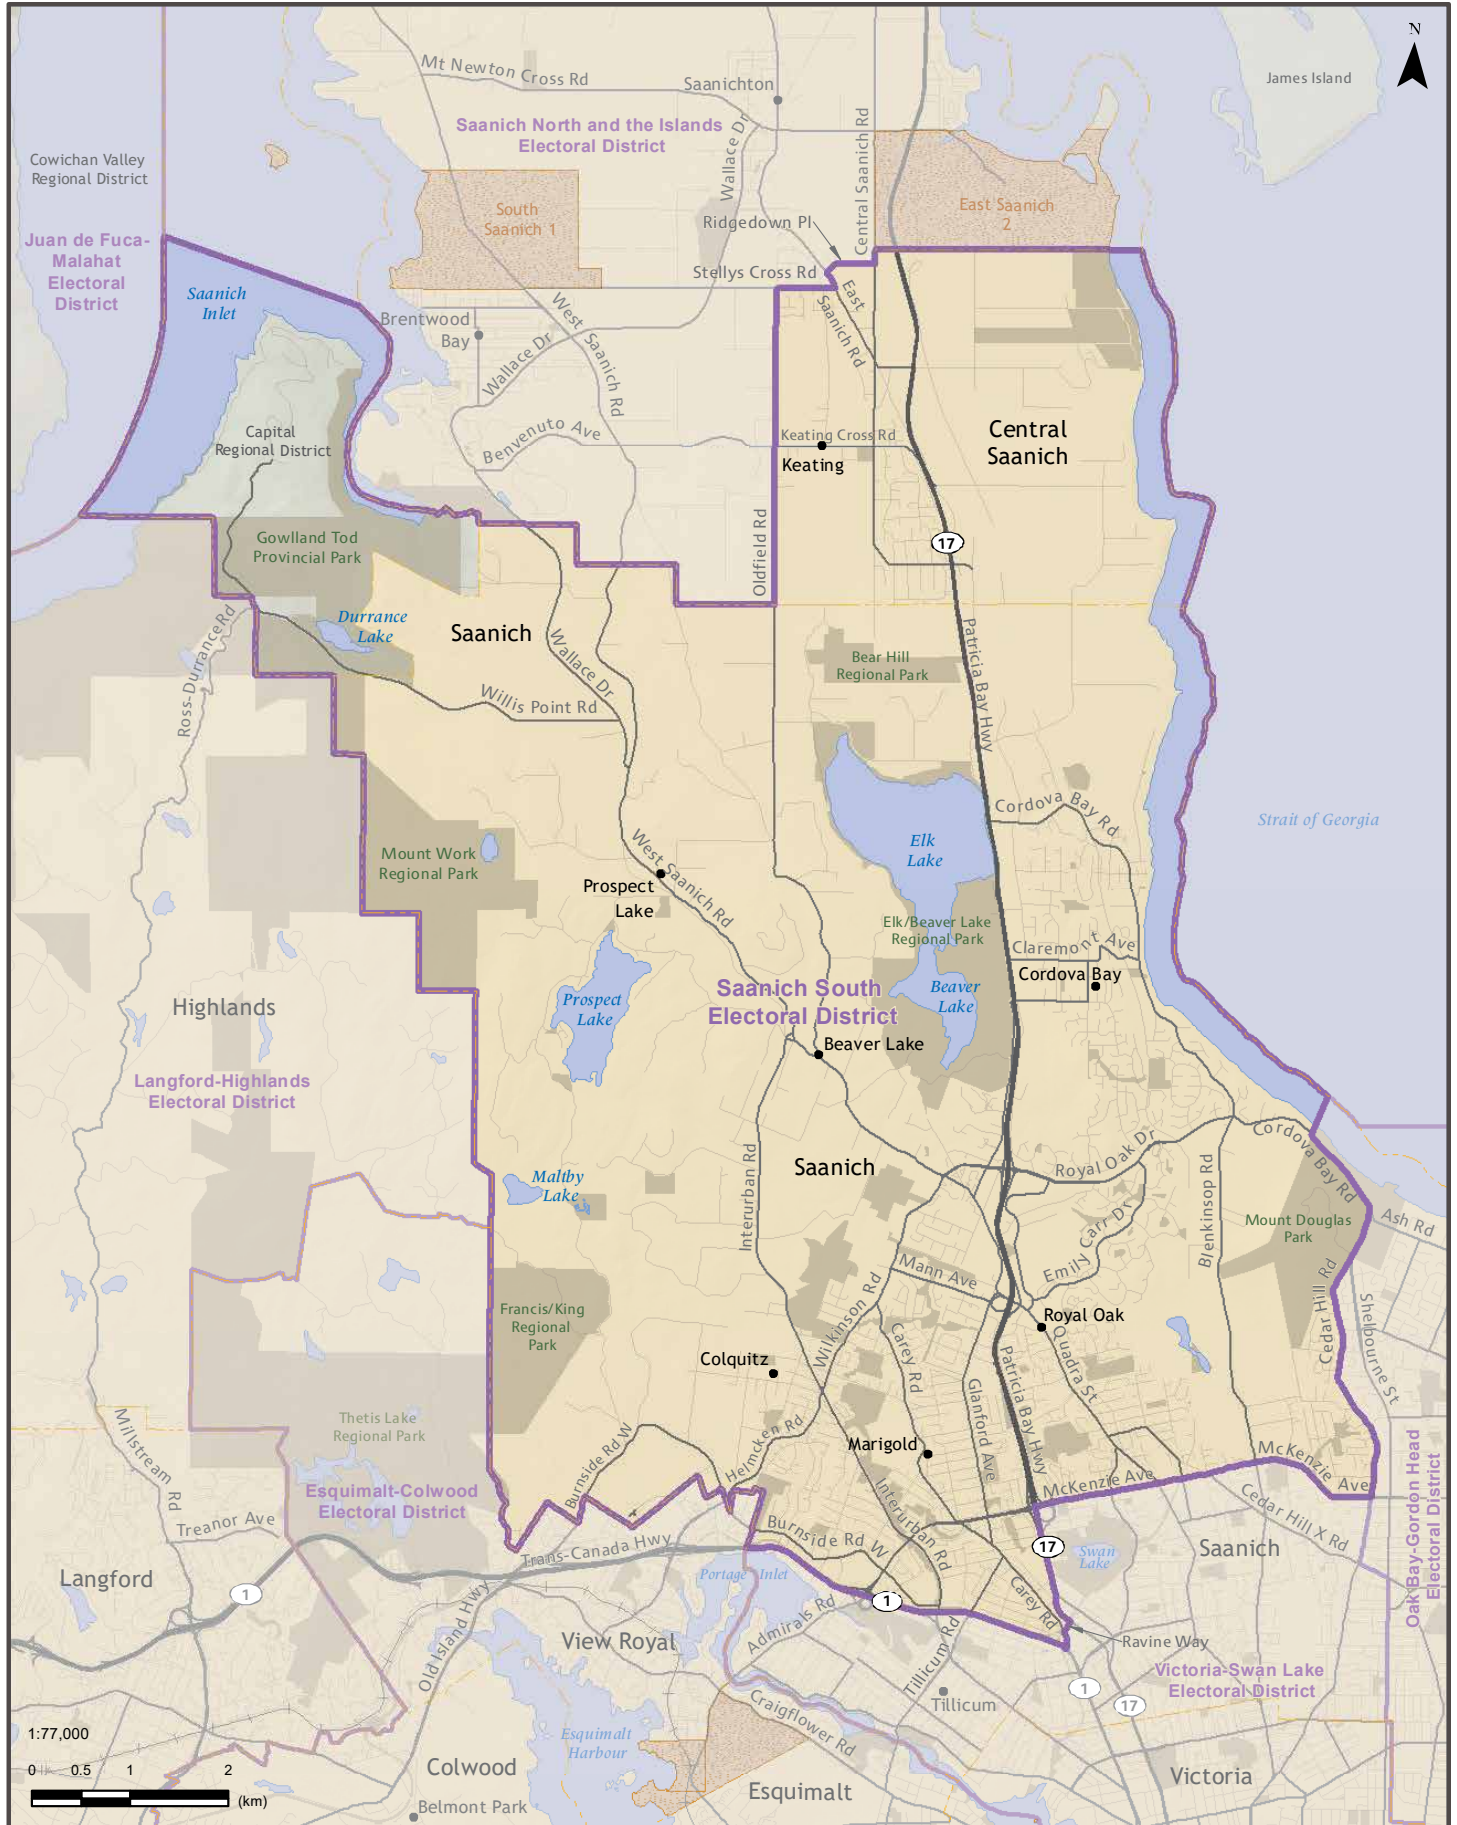 N
Mt Newton Cross Rd
Saanichton
James Island
Saanich North and the Islands
Electoral District
Wallace Dr
Central Saanich Rd
Cowichan Valley
Regional District
South
Saanich 1
East Saanich
2
Ridgedown Pl
Juan de Fuca-
Malahat
Electoral
District
Stellys Cross Rd
Saanich
Inlet
East
Saanich Rd
Brentwood
Bay
West Saanich Rd
Wallace Dr
Capital
Regional District
Benvenuto Ave
Keating Cross Rd
Keating
Central
Saanich
Gowlland Tod
Provincial Park
17
Oldfield Rd
Durrance
Lake
Saanich
Ross-Durrance Rd
Wallace Dr
Willis Point Rd
Bear Hill
Regional Park
Patricia Bay Hwy
Cordova Bay Rd
Strait of Georgia
Elk
Lake
Mount Work
Regional Park
West Saanich Rd
Prospect
Lake
Elk/Beaver Lake
Regional Park
Claremont Ave
Cordova Bay
Highlands
Prospect
Lake
Saanich South
Electoral District
Beaver
Lake
Beaver Lake
Langford-Highlands
Electoral District
Interurban Rd
Saanich
Royal Oak Dr
Cordova Bay Rd
Blenkinsop Rd
Maltby
Lake
Mount Douglas
Park
Ash Rd
Emily Carr Dr
Mann Ave
Francis/King
Regional
Park
Wilkinson Rd
Carey Rd
Royal Oak
Cedar Hill Rd
Shelbourne St
Colquitz
Quadra St
Patricia Bay Hwy
Glanford Ave
Thetis Lake
Regional Park
Millstream Rd
Burnside Rd W
Helmcken Rd
Marigold
McKenzie Ave
McKenzie Ave
Oak Bay-Gordon Head
Electoral District
Esquimalt-Colwood
Electoral District
Interurban Rd
Cedar Hill X Rd
Treanor Ave
Trans-Canada Hwy
Burnside Rd W
17
Swan
Lake
Saanich
Langford
1
Portage Inlet
1
Carey Rd
Old Island Hwy
View Royal
Admirals Rd
Tillicum Rd
Ravine Way
Victoria-Swan Lake
Electoral District
1
17
Tillicum
Craigflower Rd
1:77,000
Esquimalt
Harbour
0 0.5 1 2
(km)
Colwood
Esquimalt
Victoria
Belmont Park